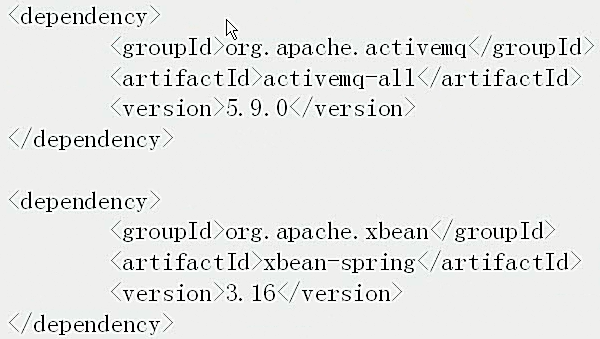 <dependency>
<groupId>org.apache.activemq</groupId>
<artifactId>activemq-all</artifactId>
<version>5.9.0</version>
</dependency>
<dependency>
<groupId>org.apache.xbean</groupId>
<artifactId>xbean-spring</artifactId>
<version>3.16</version>
</dependency>